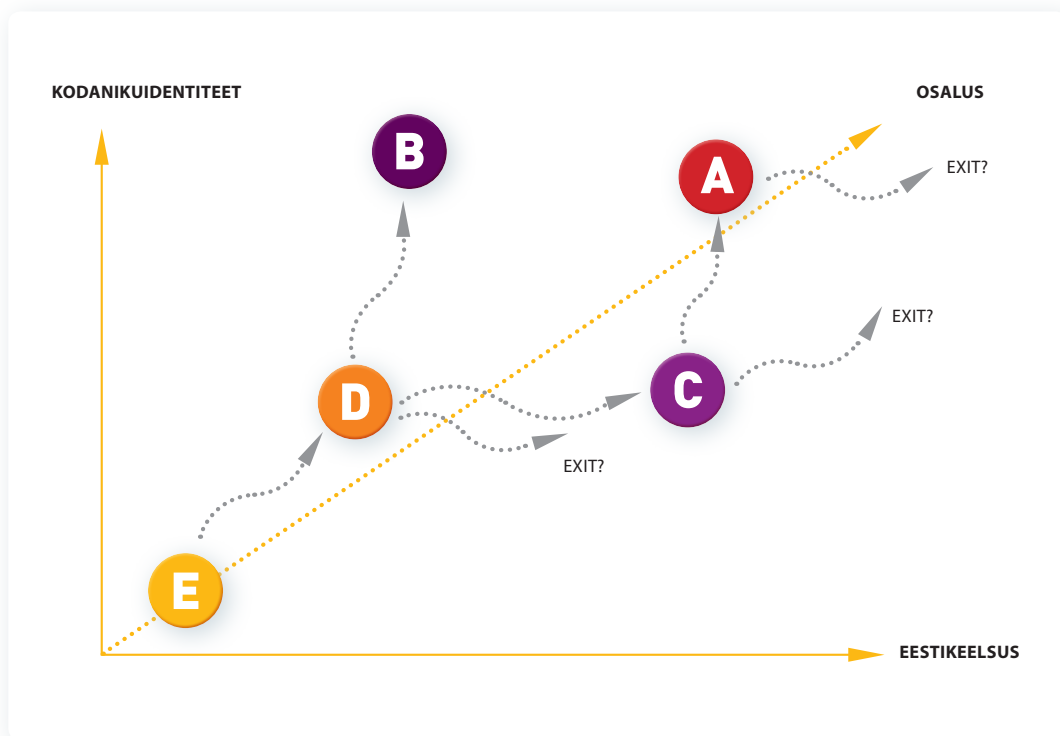 KODANIKUIDENTITEET
OSALUS
B
A
EXIT?
EXIT?
D
C
EXIT?
E
EESTIKEELSUS